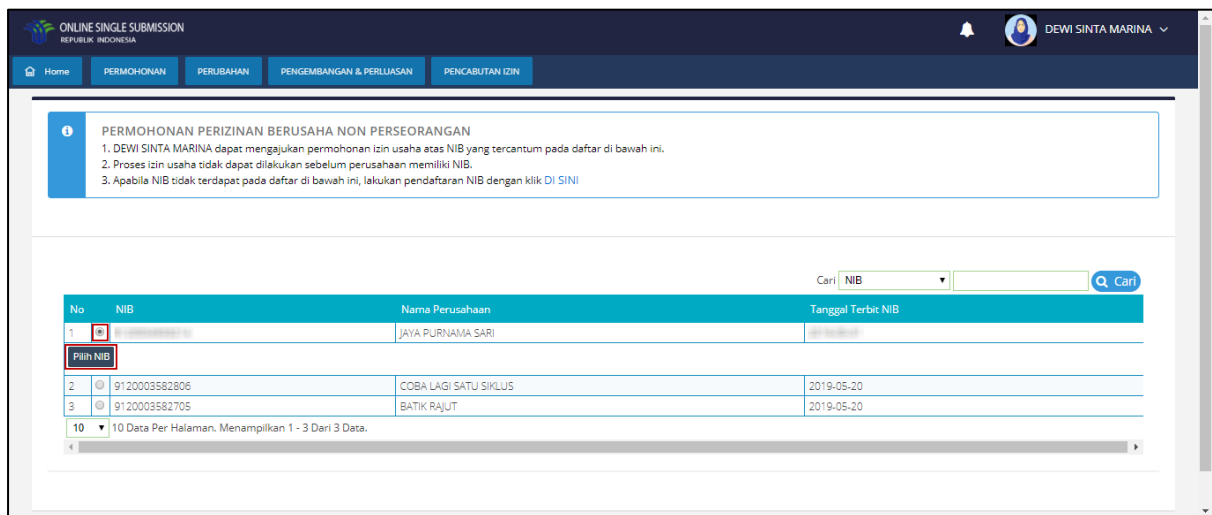 ONLINE SINGLE SUBMISSION
REPUBLIK INDONESIA
DEWI SINTA MARINA
Home PERMOHONAN PERUBAHAN PENGEMBANGAN & PERLUASAN PENCABUTAN IZIN
PERMOHONAN PERIZINAN BERUSAHA NON PERSEORANGAN
1. DEWI SINTA MARINA dapat mengajukan permohonan izin usaha atas NIB yang tercantum pada daftar di bawah ini.
2. Proses izin usaha tidak dapat dilakukan sebelum perusahaan memiliki NIB.
3. Apabila NIB tidak terdapat pada daftar di bawah ini, lakukan pendaftaran NIB dengan klik DI SINI
Cari NIB Cari
No NIB Nama Perusahaan Tanggal Terbit NIB
1 JAYA PURNAMA SARI
Pilih NIB
2 9120003582806 COBA LAGI SATU SIKLUS 2019-05-20
3 9120003582705 BATIK RAJUT 2019-05-20
10 10 Data Per Halaman. Menampilkan 1 - 3 Dari 3 Data.